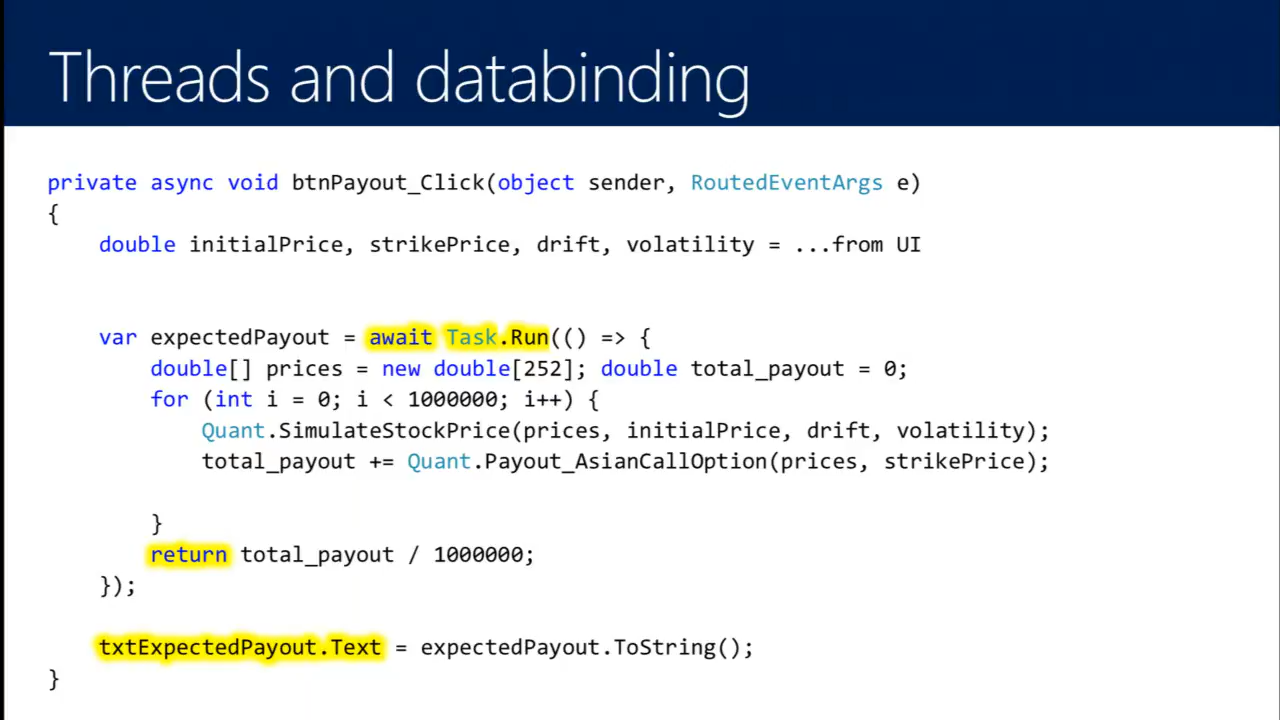 Threads and databinding
private async void btnPayout_Click(object sender, RoutedEventArgs e)
{
    double initialPrice, strikePrice, drift, volatility = ...from UI
    var expectedPayout = await Task.Run(() => {
        double[] prices = new double[252]; double total_payout = 0;
        for (int i = 0; i < 1000000; i++) {
            Quant.SimulateStockPrice(prices, initialPrice, drift, volatility);
            total_payout += Quant.Payout_AsianCallOption(prices, strikePrice);
        }
        return total_payout / 1000000;
    });
    txtExpectedPayout.Text = expectedPayout.ToString();
}